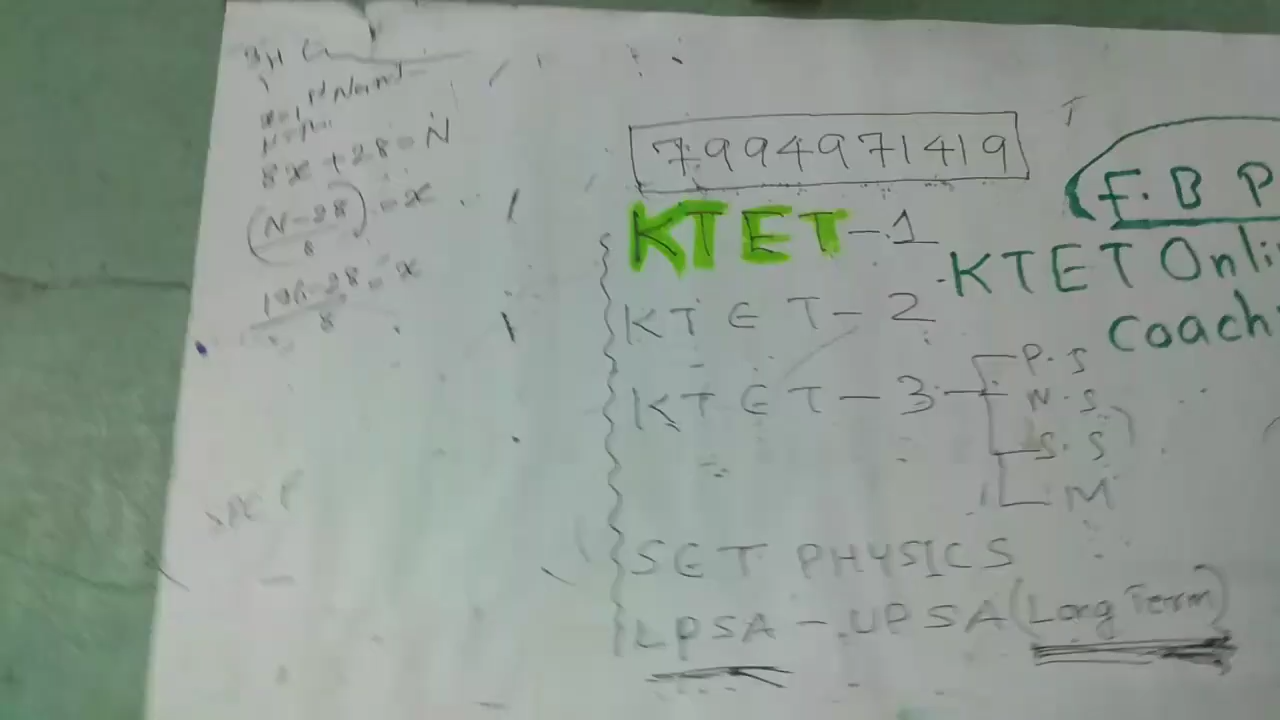 8x + 28 = N
(N-28)/8 = x
7994971419
KTET-1
KTET-2
KTET-3
P.S
N.S
S.S
M
SET PHYSICS
LPSA - UPSA (Long Term)
F.B P
KTET Onli
Coach